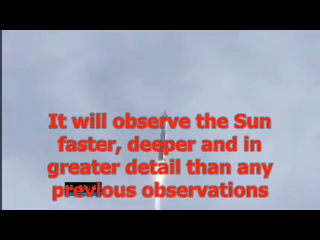 It will observe the Sun
faster, deeper and in
greater detail than any
previous observations